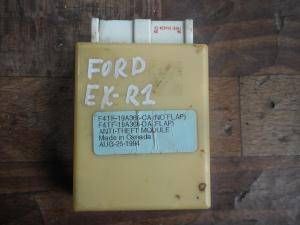 FORD
EX-R1
F4TF-19A366-CA (NO FLAP)
F4TF-19A366-DA (FLAP)
ANTI-THEFT MODULE
Made in Canada
AUG-25-1994